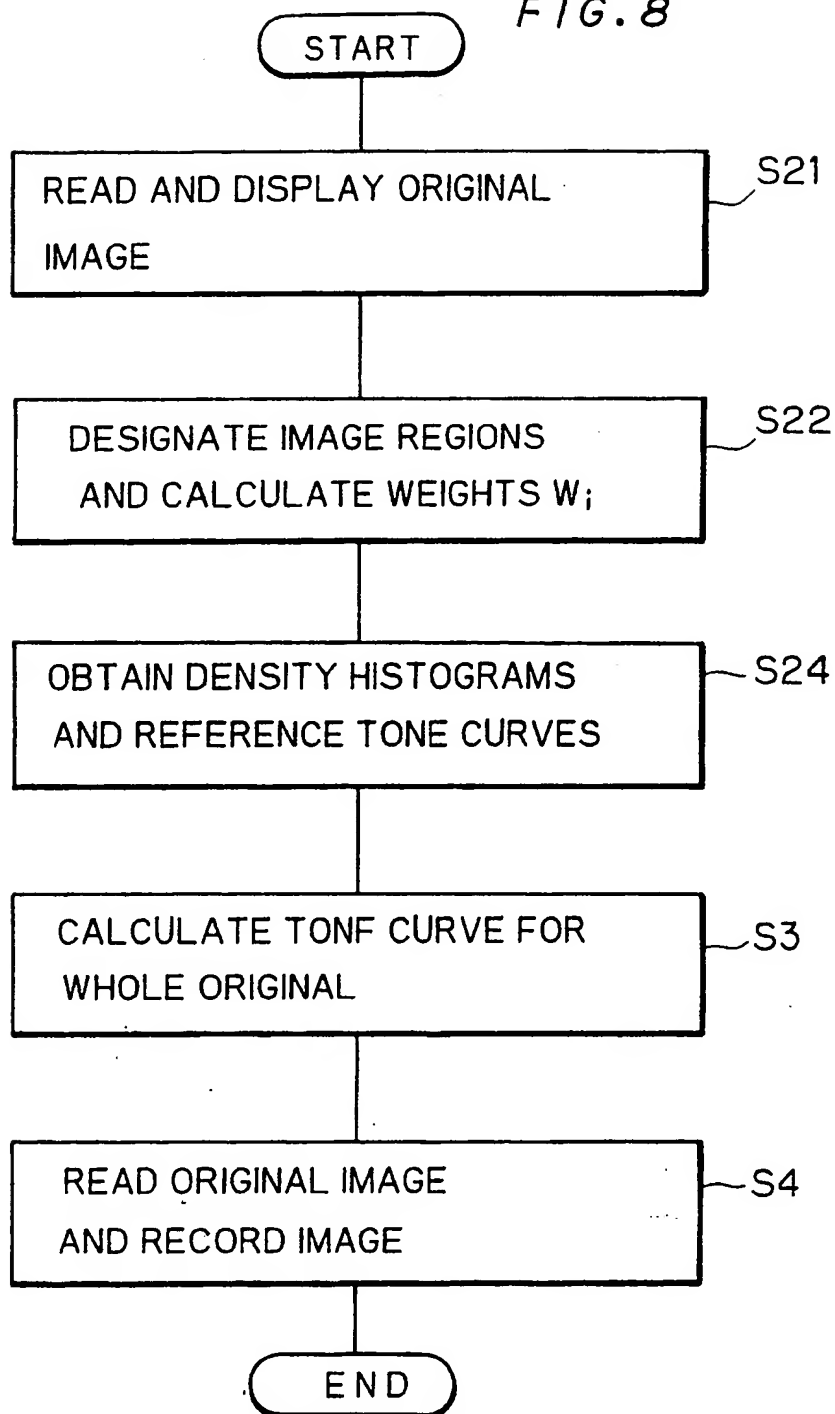 FIG. 8
START
READ AND DISPLAY ORIGINAL
IMAGE
S21
DESIGNATE IMAGE REGIONS
AND CALCULATE WEIGHTS Wi
S22
OBTAIN DENSITY HISTOGRAMS
AND REFERENCE TONE CURVES
S24
CALCULATE TONF CURVE FOR
WHOLE ORIGINAL
S3
READ ORIGINAL IMAGE
AND RECORD IMAGE
S4
END